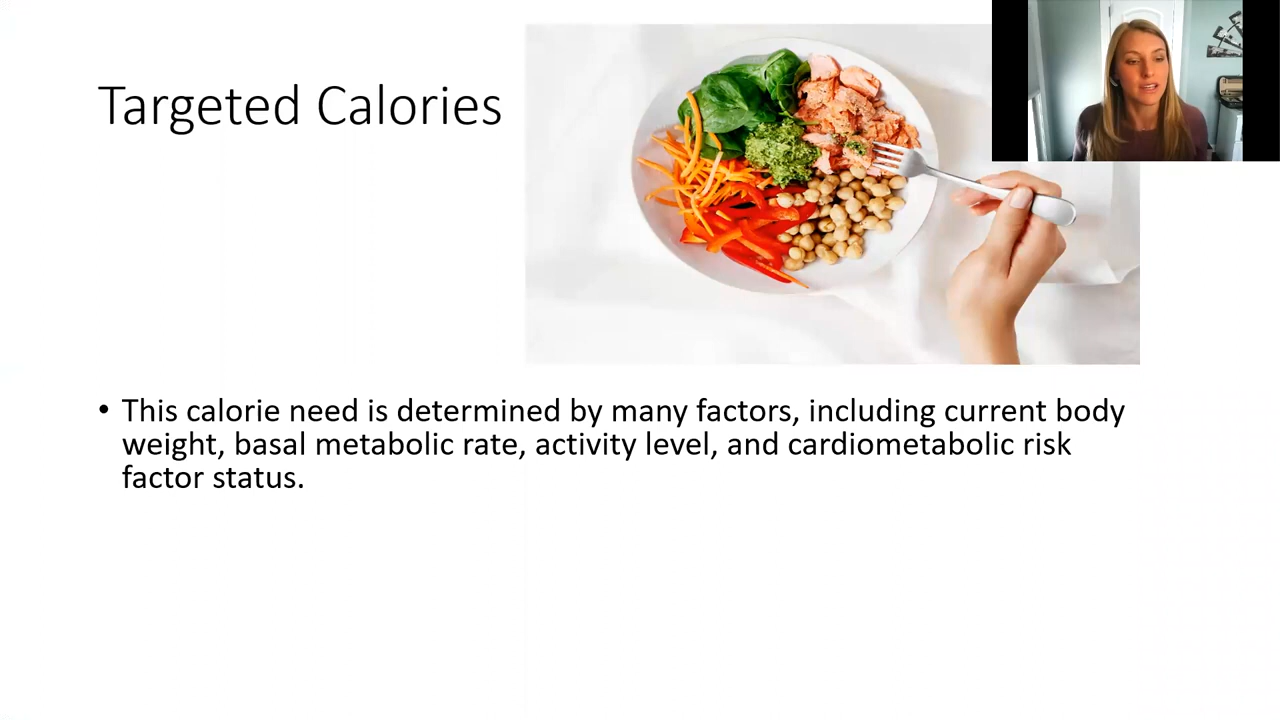 Targeted Calories
• This calorie need is determined by many factors, including current body
weight, basal metabolic rate, activity level, and cardiometabolic risk
factor status.